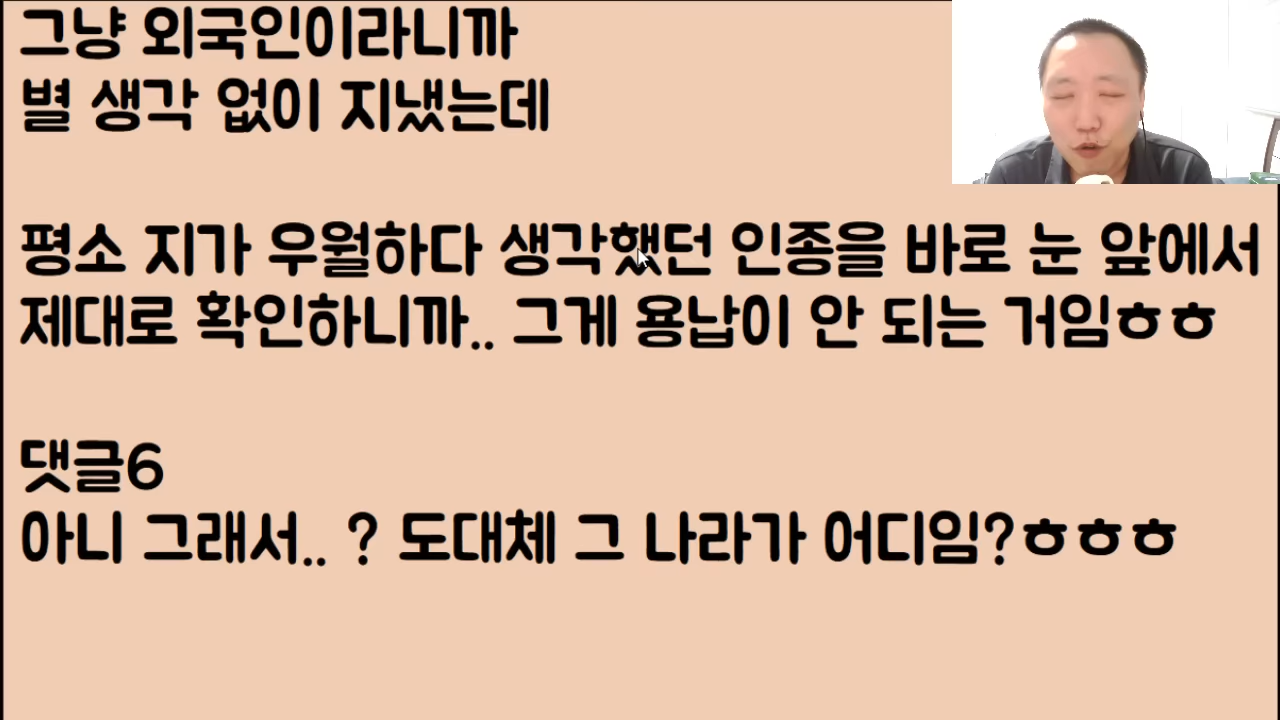 그냥 외국인이라니까
별 생각 없이 지냈는데
평소 지가 우월하다 생각했던 인종을 바로 눈 앞에서
제대로 확인하니까.. 그게 용납이 안 되는 거임ㅎㅎ
댓글6
아니 그래서.. ? 도대체 그 나라가 어디임?ㅎㅎㅎ